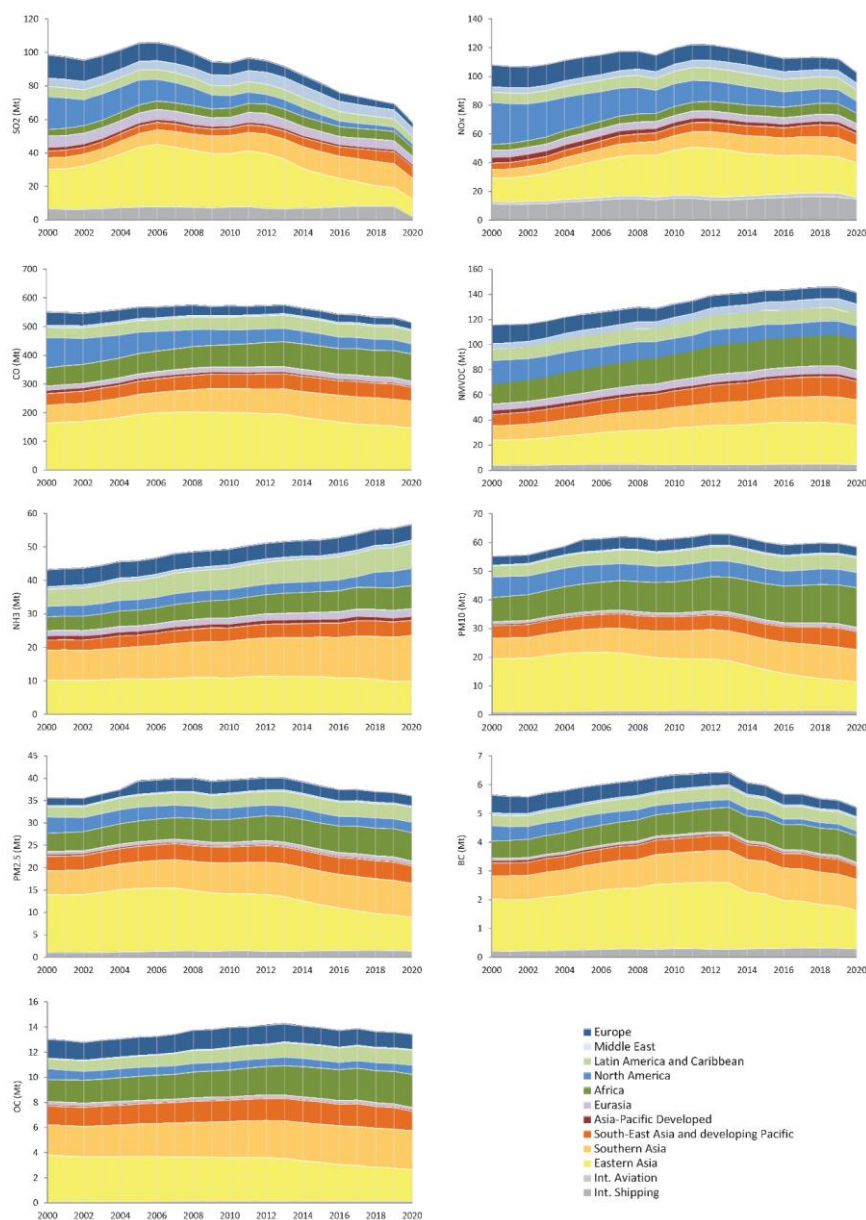 SO2 (Mt)
120
100
80
60
40
20
0
2000 2002 2004 2006 2008 2010 2012 2014 2016 2018 2020
NOx (Mt)
140
120
100
80
60
40
20
0
2000 2002 2004 2006 2008 2010 2012 2014 2016 2018 2020
CO (Mt)
700
600
500
400
300
200
100
0
2000 2002 2004 2006 2008 2010 2012 2014 2016 2018 2020
NMVOC (Mt)
160
140
120
100
80
60
40
20
0
2000 2002 2004 2006 2008 2010 2012 2014 2016 2018 2020
NH3 (Mt)
60
50
40
30
20
10
0
2000 2002 2004 2006 2008 2010 2012 2014 2016 2018 2020
PM10 (Mt)
70
60
50
40
30
20
10
0
2000 2002 2004 2006 2008 2010 2012 2014 2016 2018 2020
PM2.5 (Mt)
45
40
35
30
25
20
15
10
5
0
2000 2002 2004 2006 2008 2010 2012 2014 2016 2018 2020
BC (Mt)
7
6
5
4
3
2
1
0
2000 2002 2004 2006 2008 2010 2012 2014 2016 2018 2020
OC (Mt)
16
14
12
10
8
6
4
2
0
2000 2002 2004 2006 2008 2010 2012 2014 2016 2018 2020
Europe
Middle East
Latin America and Caribbean
North America
Africa
Eurasia
Asia-Pacific Developed
South-East Asia and developing Pacific
Southern Asia
Eastern Asia
Int. Aviation
Int. Shipping